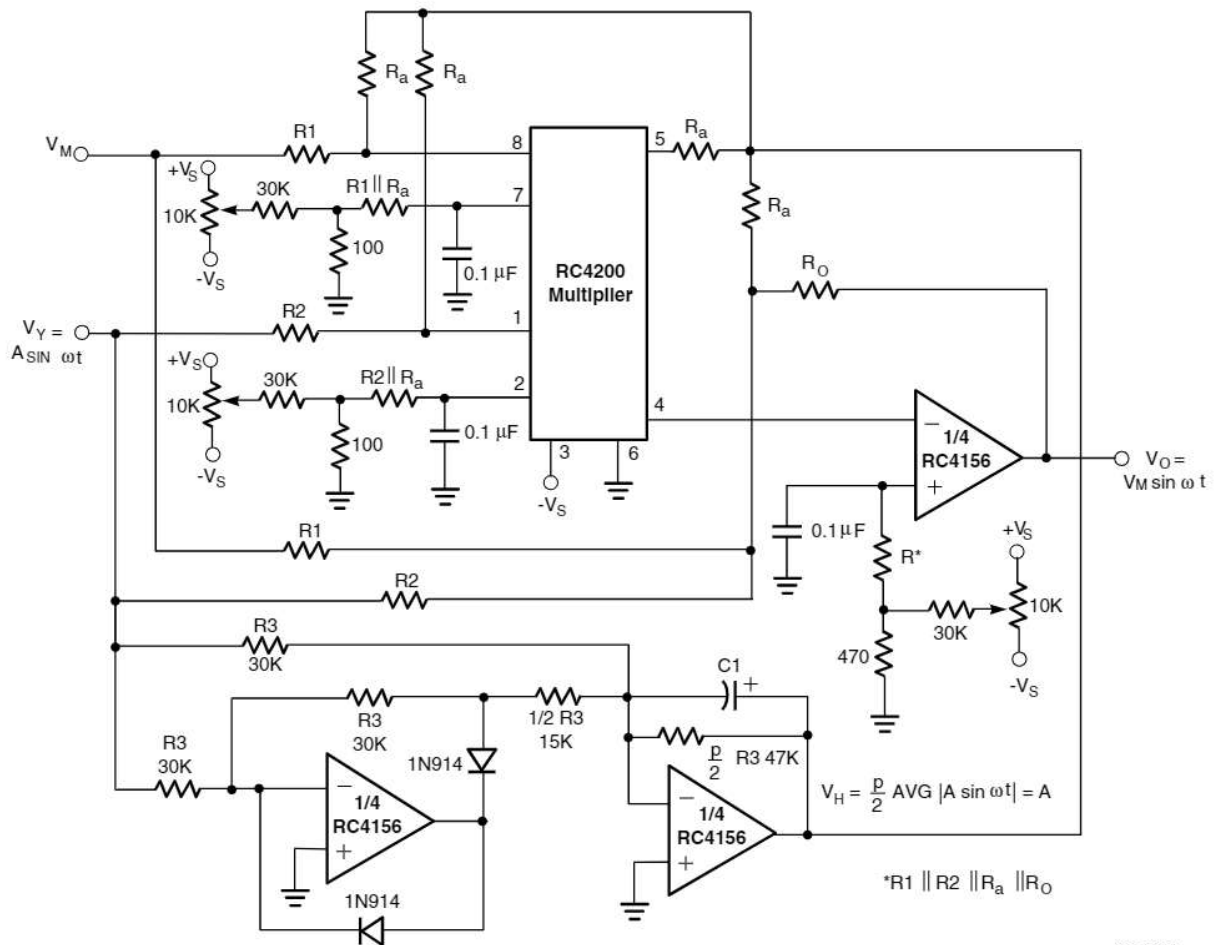 Ra
Ra
VM
R1
8
5
Ra
+VS
10K
-VS
30K
R1 || Ra
7
100
0.1 µF
RC4200
Multiplier
Ra
RO
VY =
A SIN ωt
R2
1
+VS
10K
-VS
30K
R2 || Ra
2
100
0.1 µF
3
-VS
6
4
−
+
1/4
RC4156
VO =
VM sin ω t
0.1 µF
R*
+VS
10K
-VS
30K
470
R1
R2
R3
30K
R3
30K
R3
30K
1/2 R3
15K
C1
+
p/2 R3 47K
1N914
−
+
1/4
RC4156
1N914
−
+
1/4
RC4156
VH = p/2 AVG |A sin ωt| = A
*R1 || R2 || Ra || RO